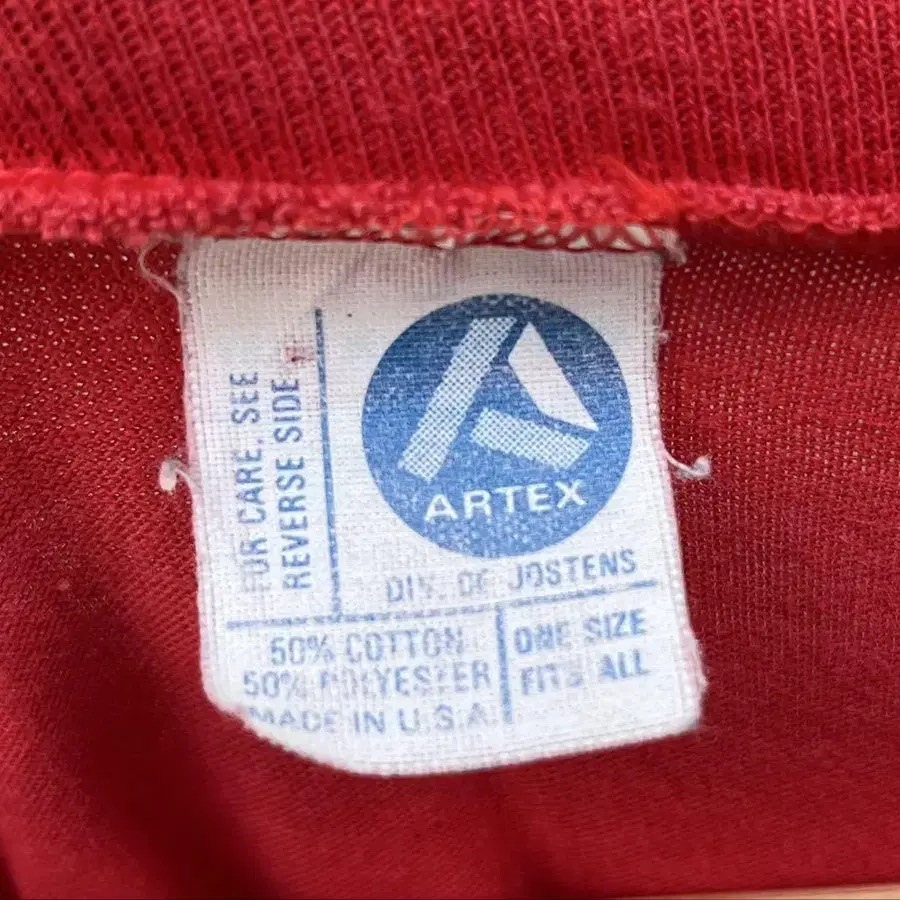 FOR CARE, SEE
REVERSE SIDE
ARTEX
DIV. OF JOSTENS
50% COTTON
50% POLYESTER
MADE IN U.S.A.
ONE SIZE
FITS ALL